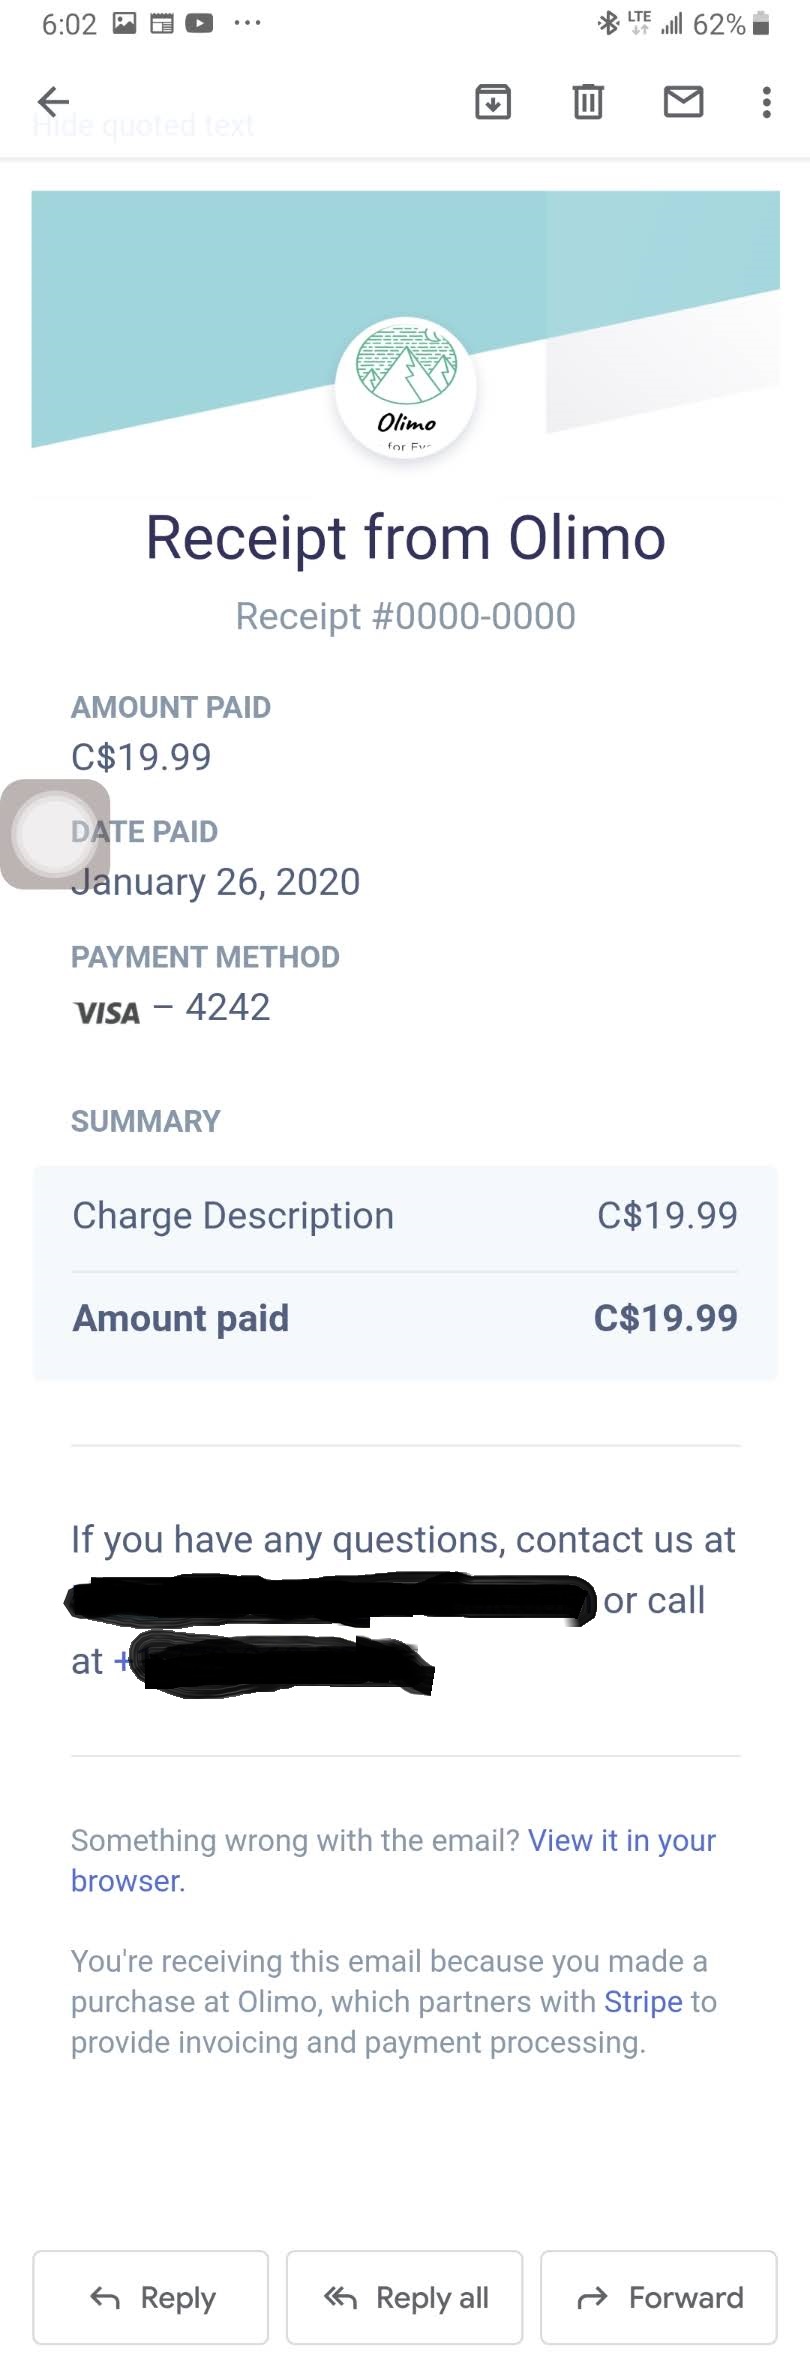 6:02 LTE 62%
Hide quoted text
Olimo
for Eve
Receipt from Olimo
Receipt #0000-0000
AMOUNT PAID
C$19.99
DATE PAID
January 26, 2020
PAYMENT METHOD
VISA – 4242
SUMMARY
Charge Description C$19.99
Amount paid C$19.99
If you have any questions, contact us at
or call
at +
Something wrong with the email? View it in your
browser.
You're receiving this email because you made a
purchase at Olimo, which partners with Stripe to
provide invoicing and payment processing.
Reply Reply all Forward